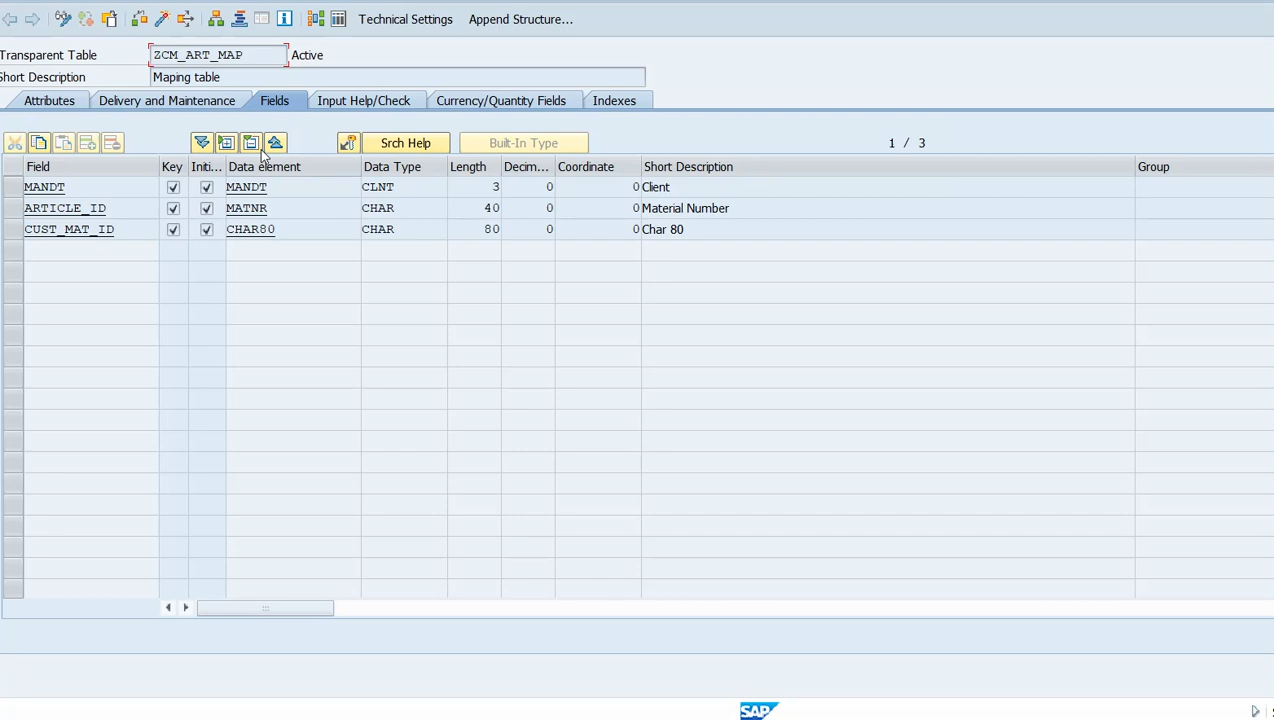 Technical Settings Append Structure...
Transparent Table ZCM_ART_MAP Active
Short Description Maping table
Attributes Delivery and Maintenance Fields Input Help/Check Currency/Quantity Fields Indexes
Srch Help Built-In Type 1 / 3
Field Key Initi... Data element Data Type Length Decim... Coordinate Short Description Group
MANDT MANDT CLNT 3 0 0 Client
ARTICLE_ID MATNR CHAR 40 0 0 Material Number
CUST_MAT_ID CHAR80 CHAR 80 0 0 Char 80
SAP